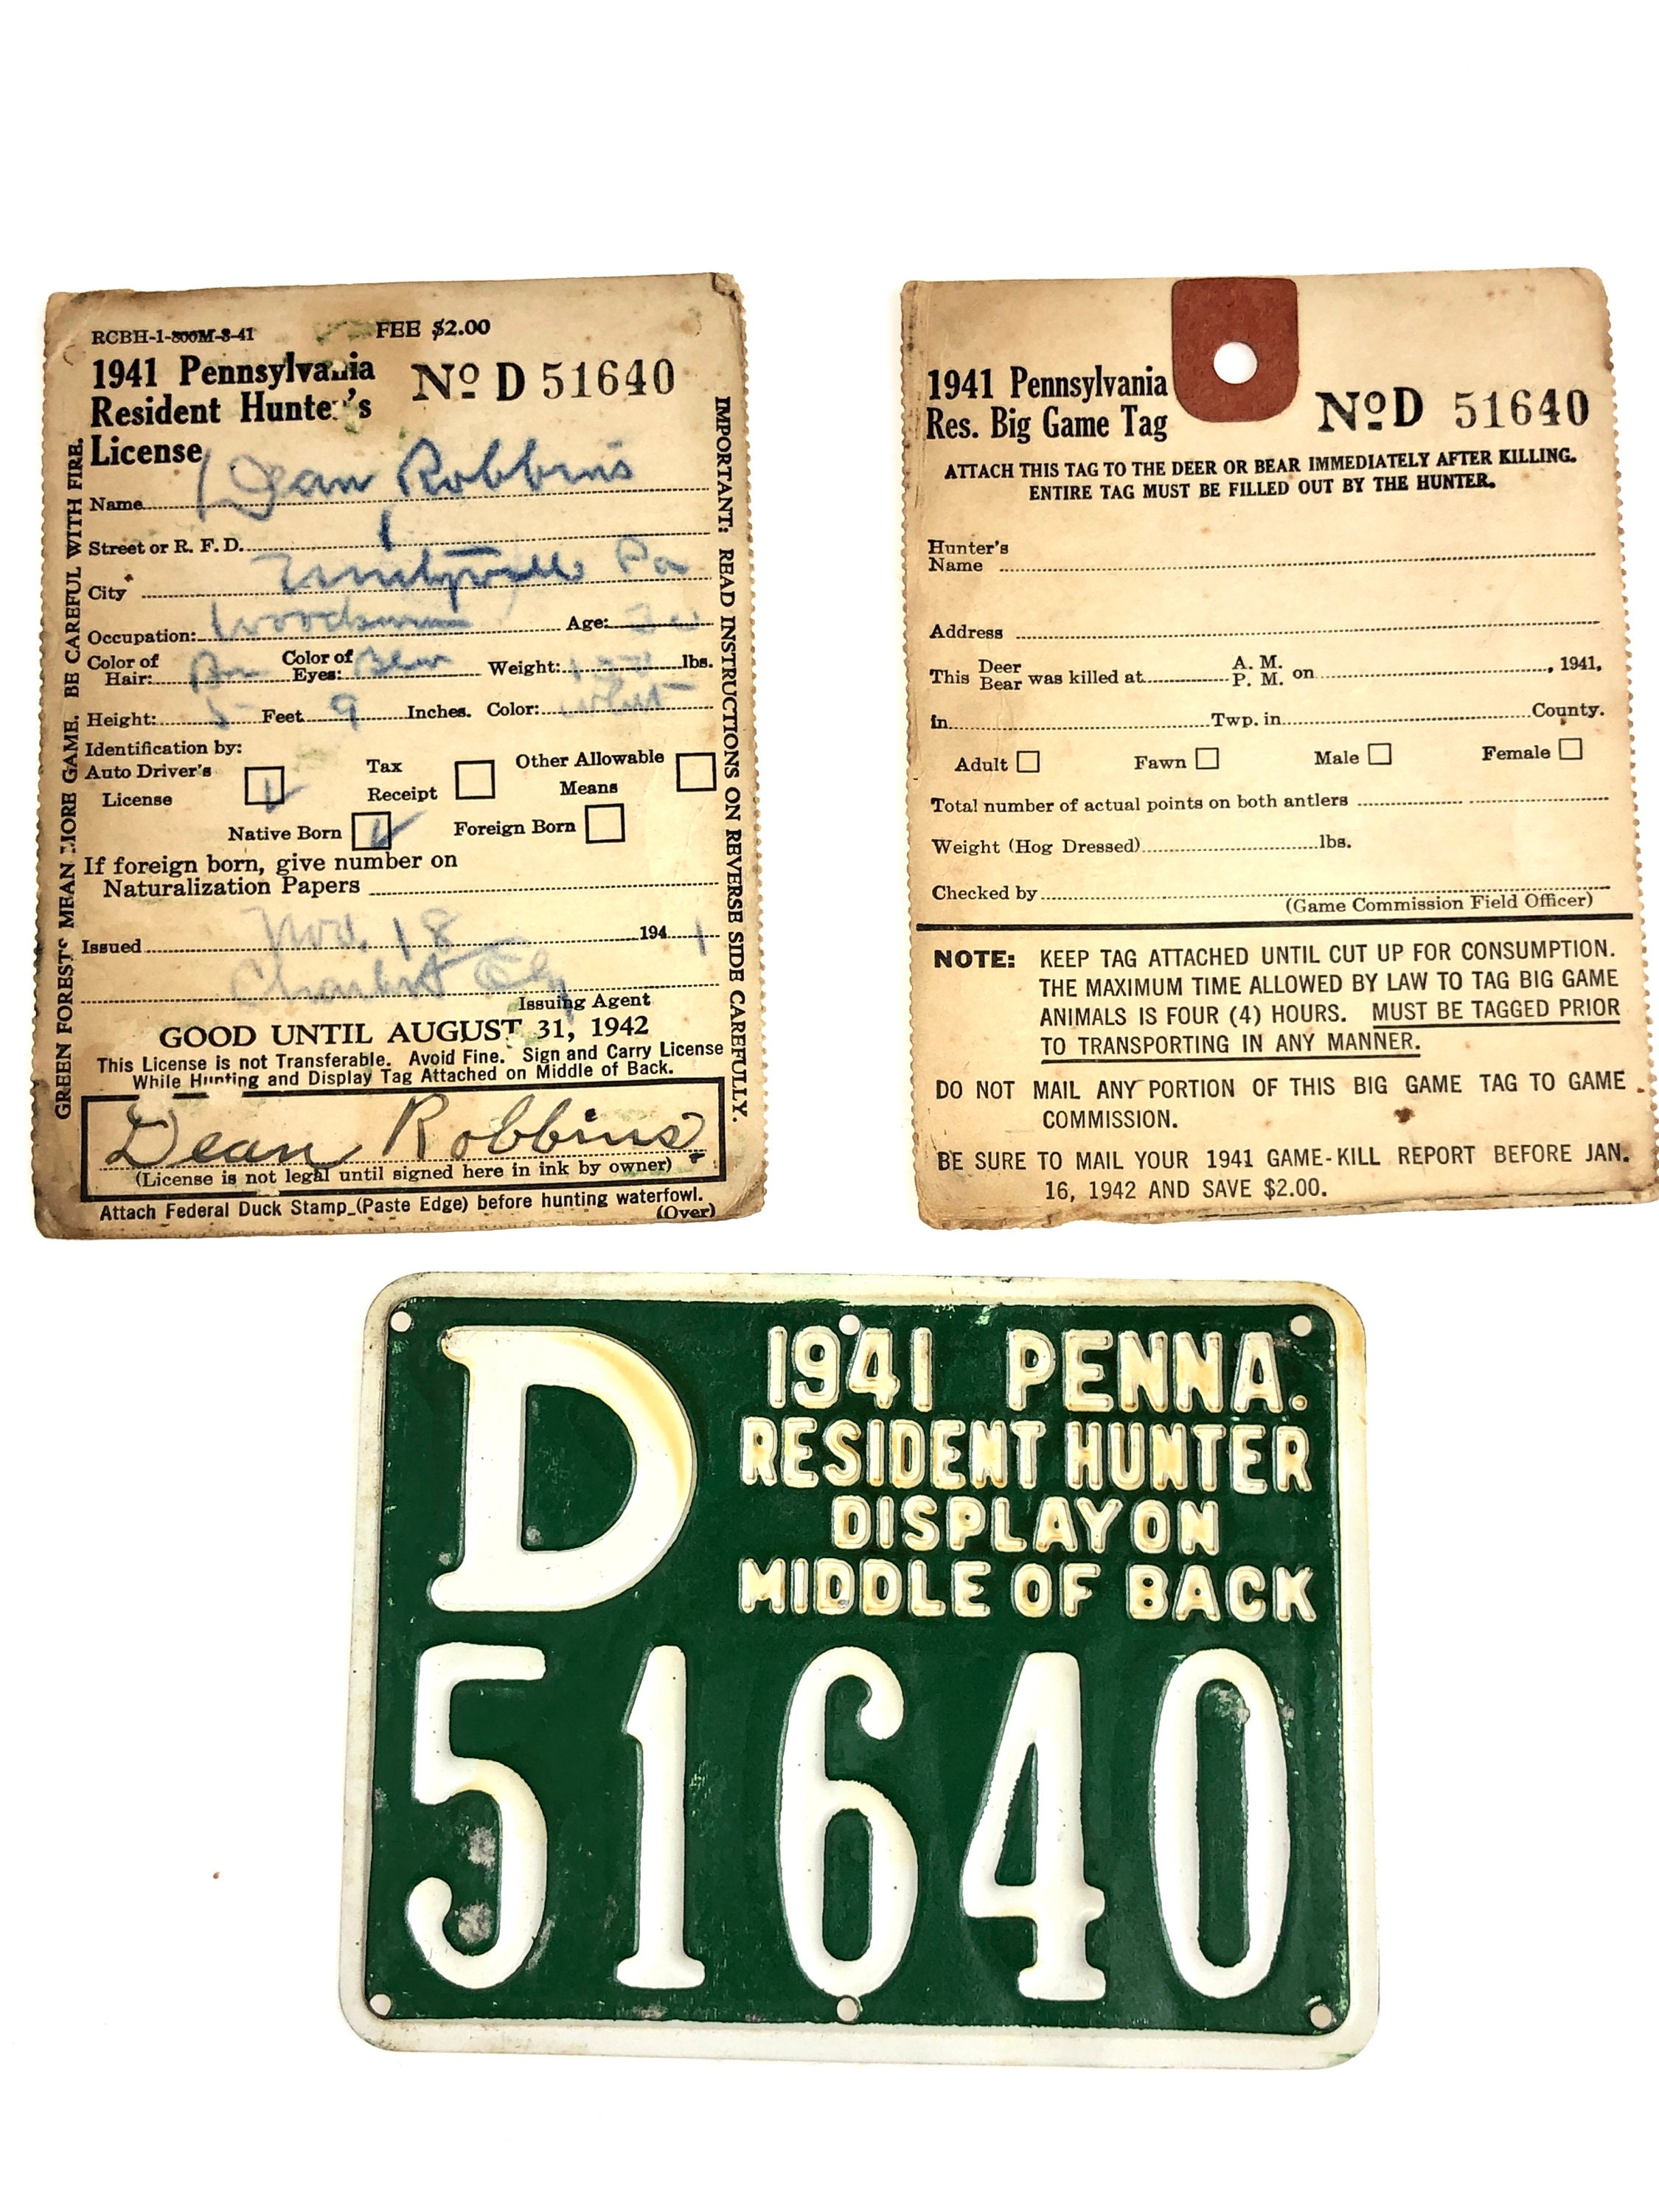 RCBH-1-800M-3-41 FEE $2.00
1941 Pennsylvania
Resident Hunter's
License
No D 51640
Name Dean Robbins
Street or R. F. D. 1
City Pa
Occupation: Woodsman Age:
Color of Hair: Color of Eyes: Weight: lbs.
Height: 5 Feet 9 Inches. Color: White
Identification by:
Auto Driver's License
Tax Receipt
Other Allowable Means
Native Born Foreign Born
If foreign born, give number on
Naturalization Papers
Issued Nov. 18 1941
Issuing Agent
GOOD UNTIL AUGUST 31, 1942
This License is not Transferable. Avoid Fine. Sign and Carry License
While Hunting and Display Tag Attached on Middle of Back.
Dean Robbins
(License is not legal until signed here in ink by owner)
Attach Federal Duck Stamp (Paste Edge) before hunting waterfowl.
(Over)
GREEN FORESTS MEAN MORE GAME. BE CAREFUL WITH FIRE.
IMPORTANT: READ INSTRUCTIONS ON REVERSE SIDE CAREFULLY.
1941 Pennsylvania
Res. Big Game Tag
No D 51640
ATTACH THIS TAG TO THE DEER OR BEAR IMMEDIATELY AFTER KILLING.
ENTIRE TAG MUST BE FILLED OUT BY THE HUNTER.
Hunter's
Name
Address
This Deer Bear was killed at A. M. P. M. on , 1941,
in Twp. in County.
Adult Fawn Male Female
Total number of actual points on both antlers
Weight (Hog Dressed) lbs.
Checked by
(Game Commission Field Officer)
NOTE: KEEP TAG ATTACHED UNTIL CUT UP FOR CONSUMPTION.
THE MAXIMUM TIME ALLOWED BY LAW TO TAG BIG GAME
ANIMALS IS FOUR (4) HOURS. MUST BE TAGGED PRIOR
TO TRANSPORTING IN ANY MANNER.
DO NOT MAIL ANY PORTION OF THIS BIG GAME TAG TO GAME
COMMISSION.
BE SURE TO MAIL YOUR 1941 GAME-KILL REPORT BEFORE JAN.
16, 1942 AND SAVE $2.00.
D
1941 PENNA.
RESIDENT HUNTER
DISPLAY ON
MIDDLE OF BACK
51640